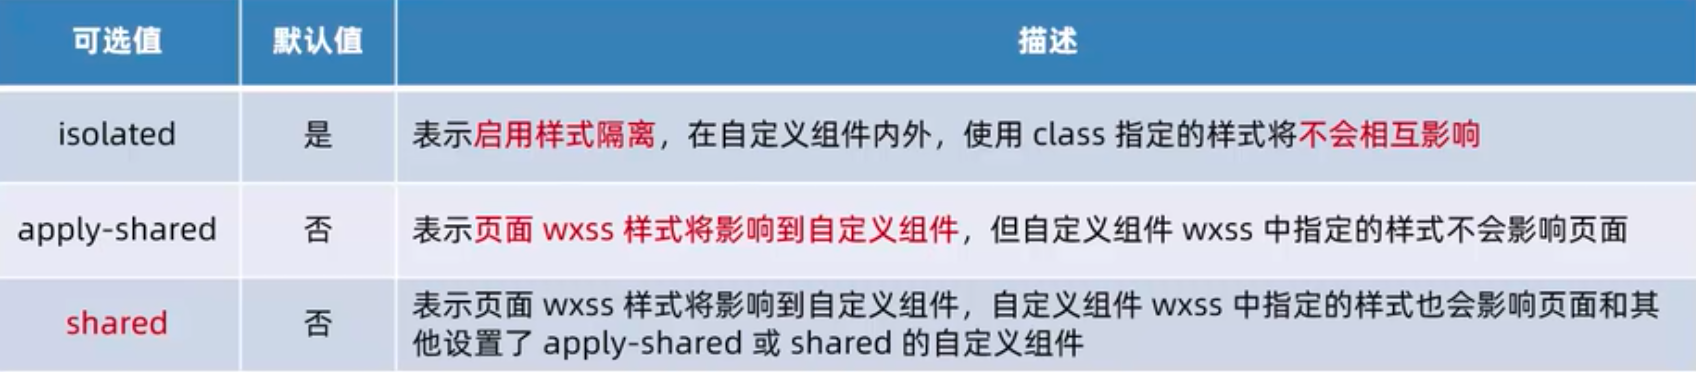 可选值 默认值 描述
isolated 是 表示启用样式隔离，在自定义组件内外，使用 class 指定的样式将不会相互影响
apply-shared 否 表示页面 wxss 样式将影响到自定义组件，但自定义组件 wxss 中指定的样式不会影响页面
shared 否 表示页面 wxss 样式将影响到自定义组件，自定义组件 wxss 中指定的样式也会影响页面和其
他设置了 apply-shared 或 shared 的自定义组件